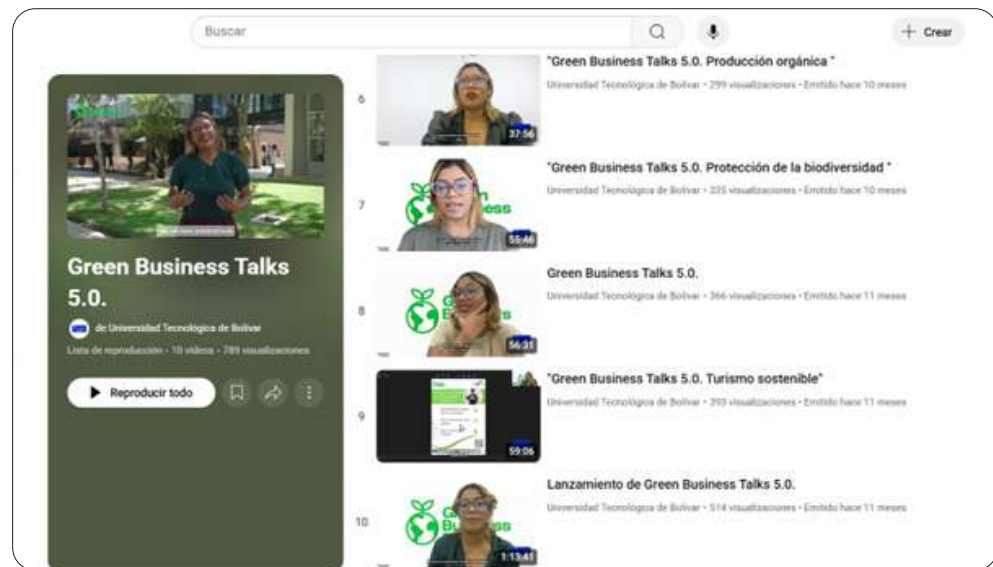 Buscar
Crear
Green Business Talks
5.0.
de Universidad Tecnológica de Bolívar
Lista de reproducción • 10 videos • 789 visualizaciones
Reproducir todo
6
37:56
"Green Business Talks 5.0. Producción orgánica "
Universidad Tecnológica de Bolívar • 299 visualizaciones • Emitido hace 10 meses
7
55:46
"Green Business Talks 5.0. Protección de la biodiversidad "
Universidad Tecnológica de Bolívar • 335 visualizaciones • Emitido hace 10 meses
8
56:31
Green Business Talks 5.0.
Universidad Tecnológica de Bolívar • 366 visualizaciones • Emitido hace 11 meses
9
59:06
"Green Business Talks 5.0. Turismo sostenible"
Universidad Tecnológica de Bolívar • 393 visualizaciones • Emitido hace 11 meses
10
1:13:41
Lanzamiento de Green Business Talks 5.0.
Universidad Tecnológica de Bolívar • 514 visualizaciones • Emitido hace 11 meses